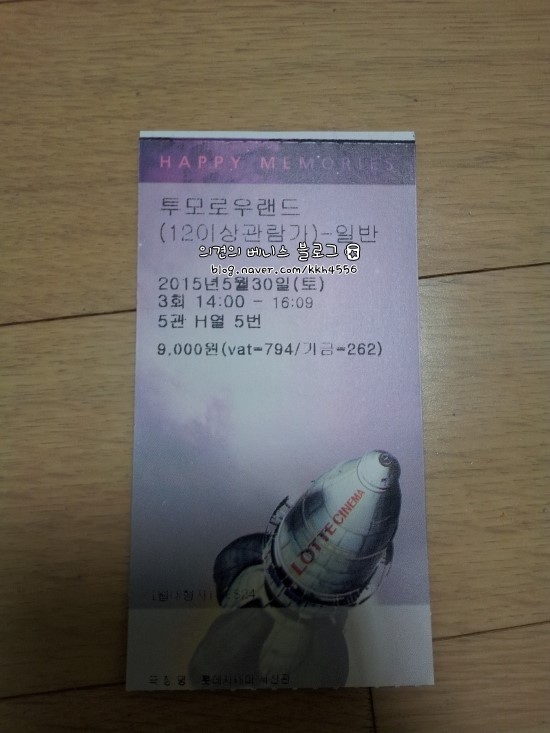 HAPPY MEMORIES
투모로우랜드
(12이상관람가)-일반
의견의 베니스 블로그
blog.naver.com/kkh4556
2015년5월30일(토)
3회 14:00 - 16:09
5관 H열 5번
9,000원(vat=794/기금=262)
LOTTE CINEMA